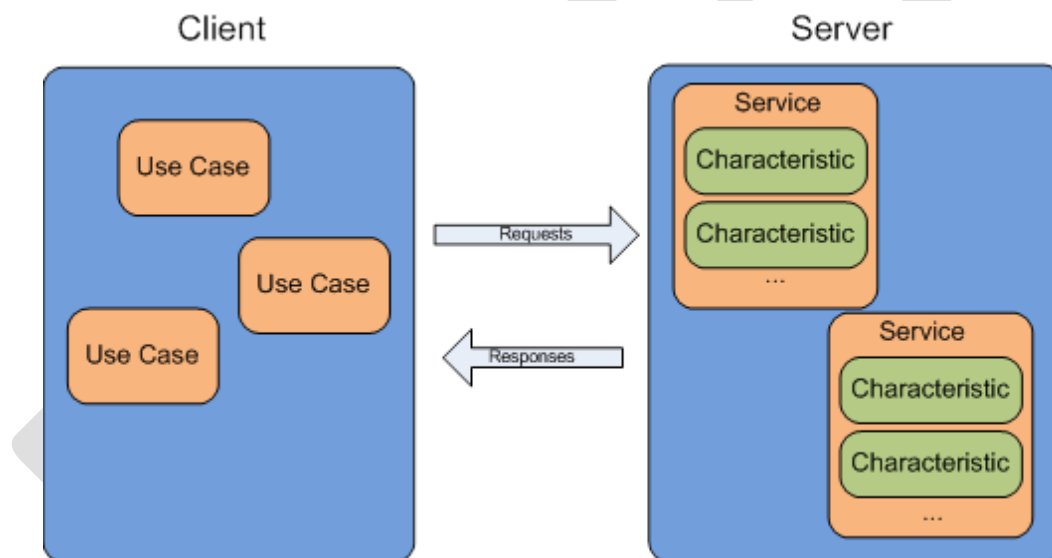 Client
Server
Use Case
Use Case
Use Case
Requests
Responses
Service
Characteristic
Characteristic
...
Service
Characteristic
Characteristic
...